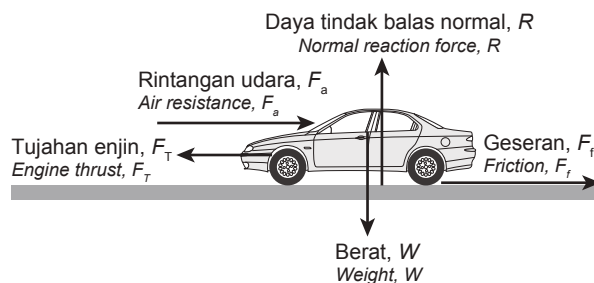 Daya tindak balas normal, R
Normal reaction force, R
Rintangan udara, Fa
Air resistance, Fa
Tujahan enjin, FT
Engine thrust, FT
Geseran, Ff
Friction, Ff
Berat, W
Weight, W